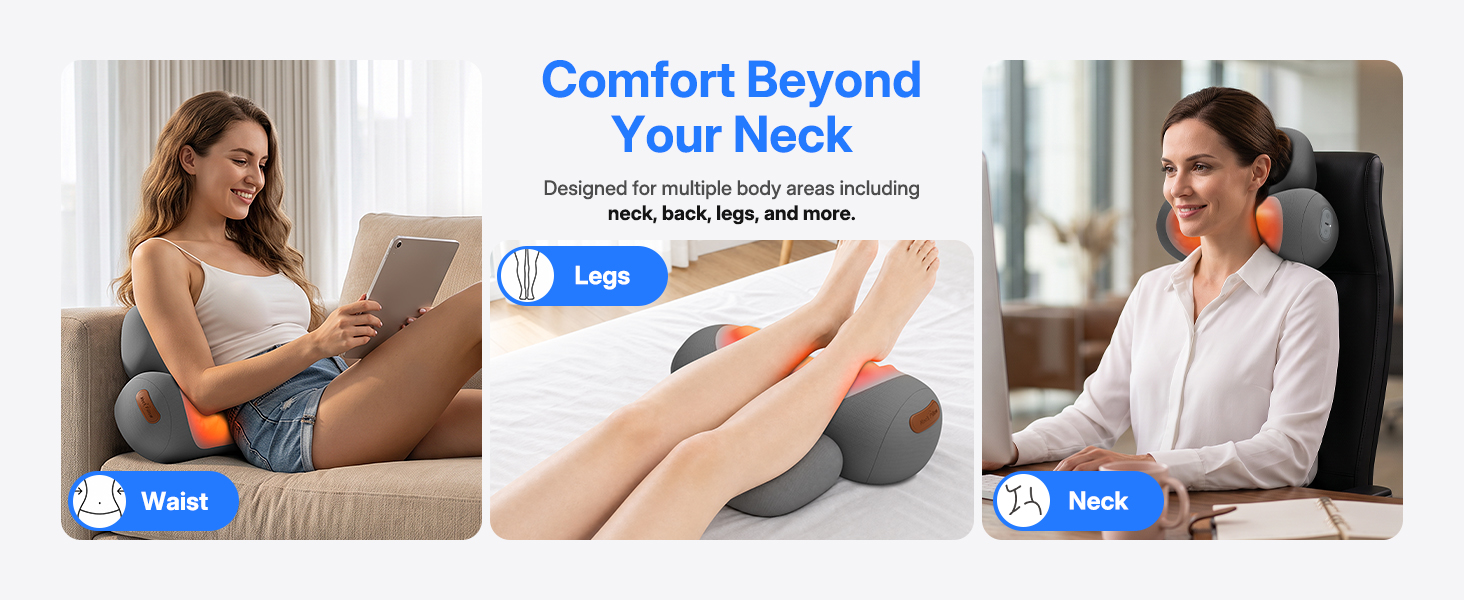 Comfort Beyond
Your Neck
Designed for multiple body areas including
neck, back, legs, and more.
Legs
Waist
Neck